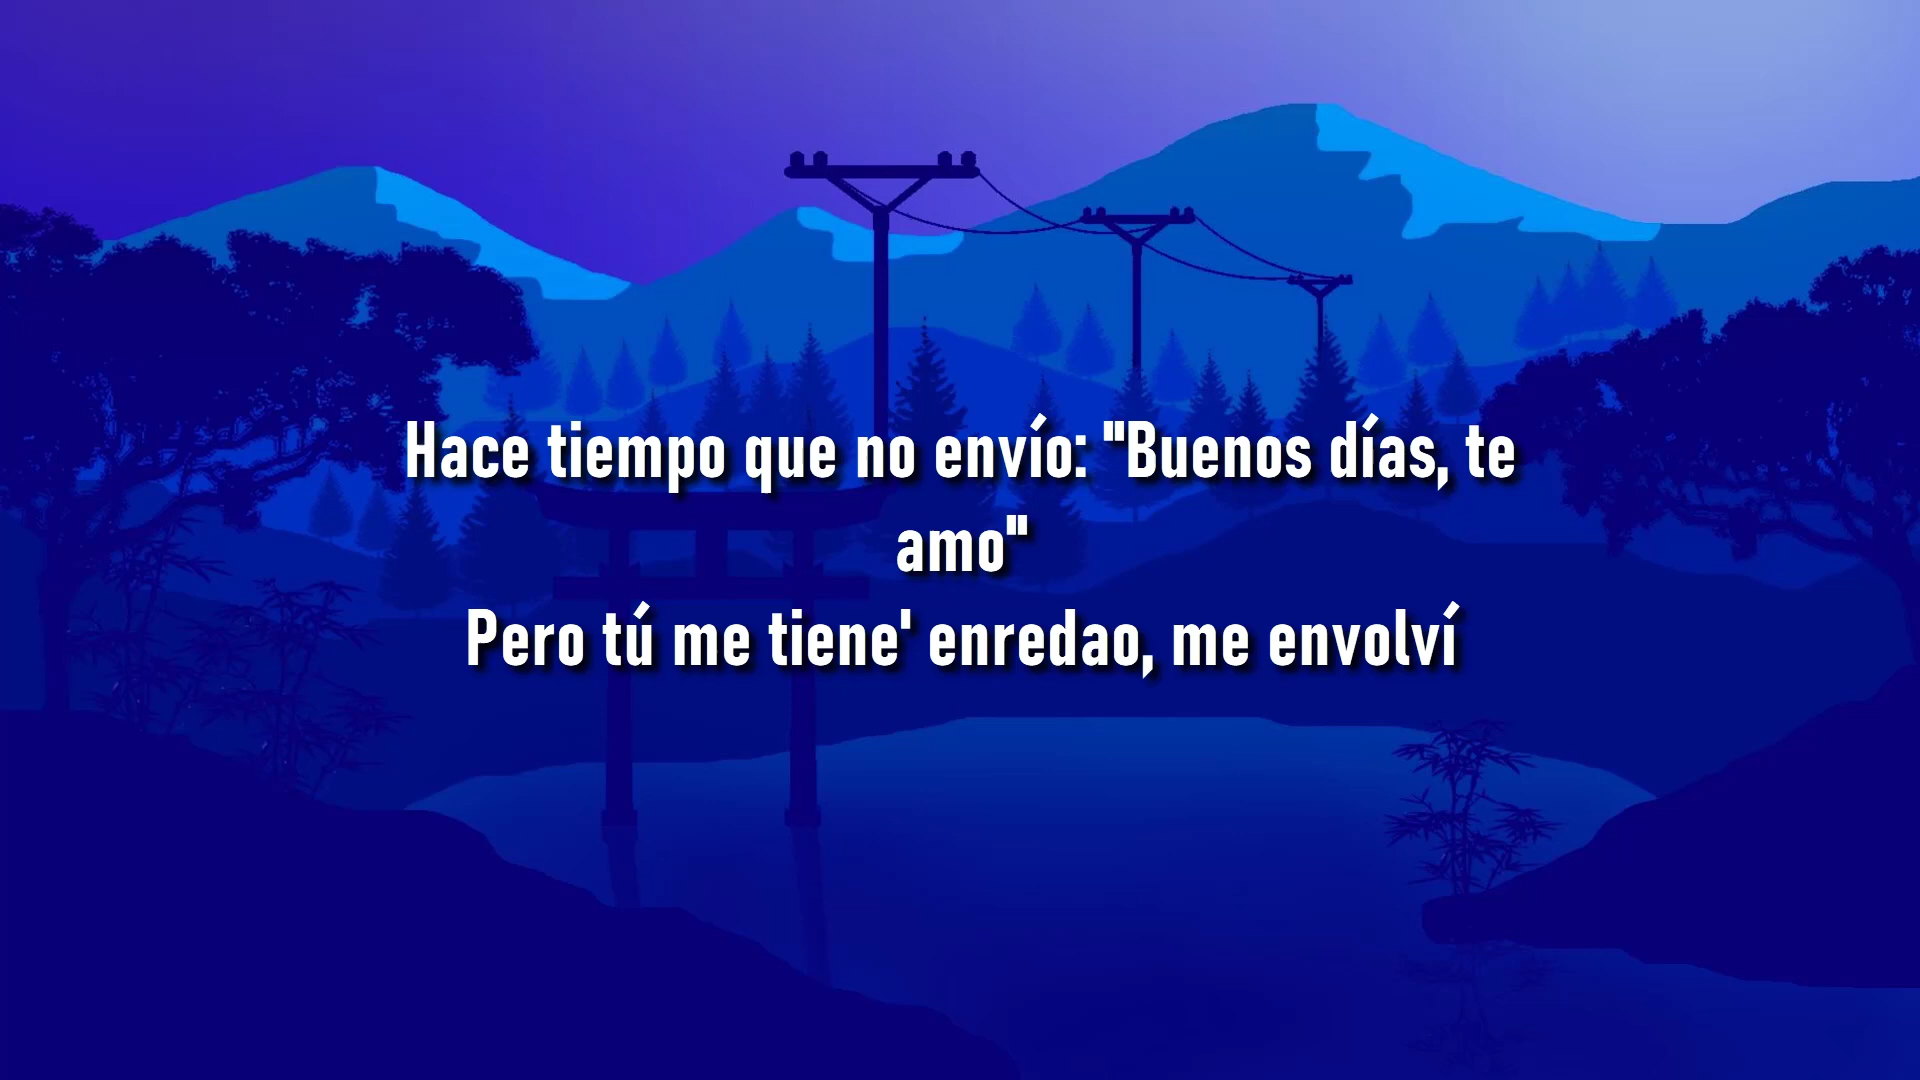 Hace tiempo que no envío: "Buenos días, te
amo"
Pero tú me tiene' enredao, me envolví